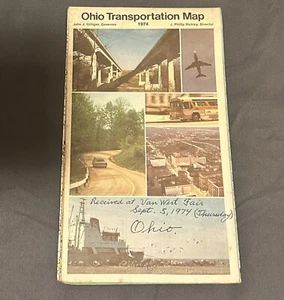 Ohio Transportation Map
John J. Gilligan, Governor 1974 J. Phillip Richley, Director
Received at Van Wert Fair
Sept. 5, 1974 (Thursday)
Ohio.